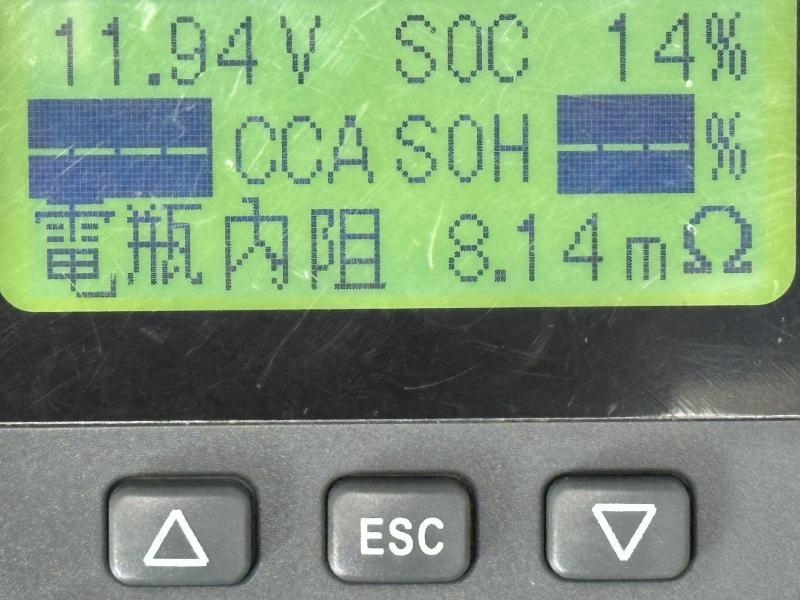 11.94V SOC 14%
--- CCA SOH -- %
電瓶內阻 8.14mΩ
ESC